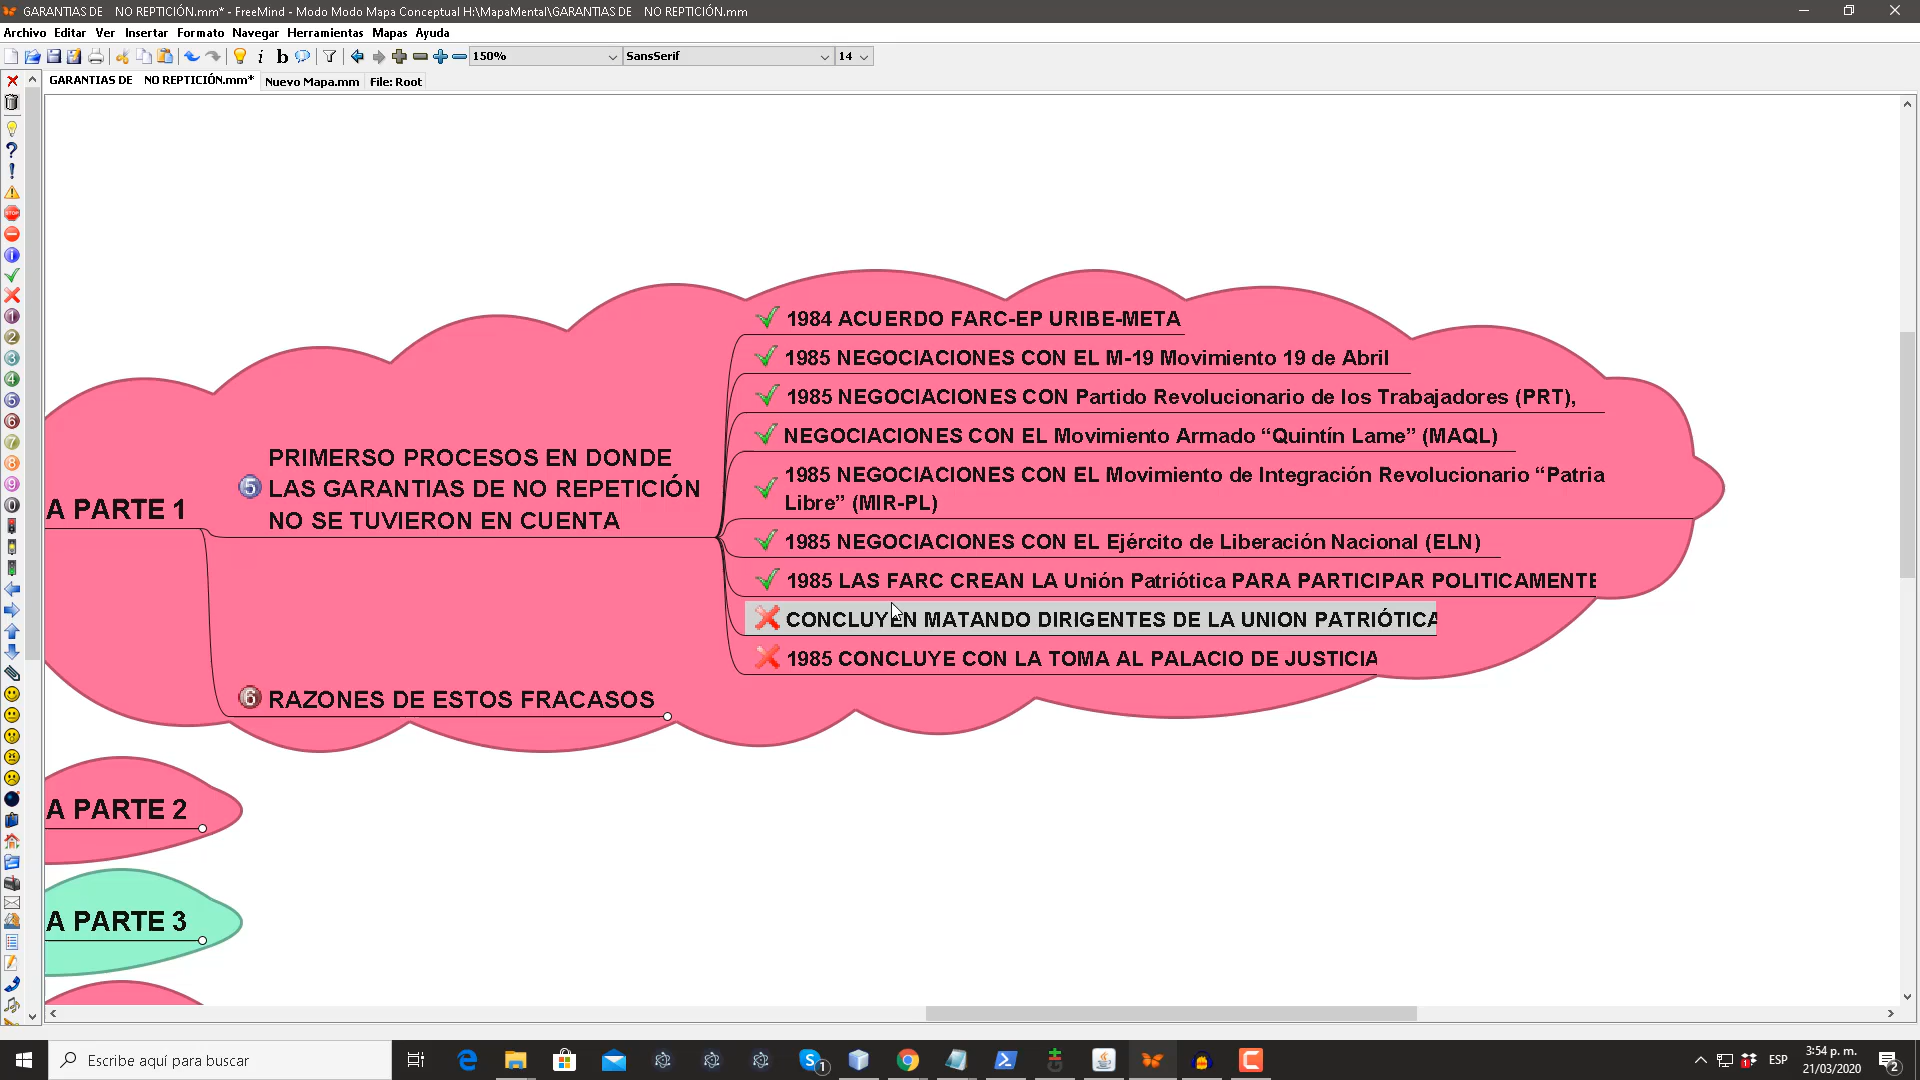 GARANTIAS DE    NO REPTICIÓN.mm* - FreeMind - Modo Modo Mapa Conceptual H:\MapaMental\GARANTIAS DE    NO REPTICIÓN.mm
Archivo Editar Ver Insertar Formato Navegar Herramientas Mapas Ayuda
150% SansSerif 14
GARANTIAS DE    NO REPTICIÓN.mm* Nuevo Mapa.mm File: Root
1984 ACUERDO FARC-EP URIBE-META
1985 NEGOCIACIONES CON EL M-19 Movimiento 19 de Abril
1985 NEGOCIACIONES CON Partido Revolucionario de los Trabajadores (PRT),
NEGOCIACIONES CON EL Movimiento Armado “Quintín Lame” (MAQL)
1985 NEGOCIACIONES CON EL Movimiento de Integración Revolucionario “Patria
Libre” (MIR-PL)
1985 NEGOCIACIONES CON EL Ejército de Liberación Nacional (ELN)
1985 LAS FARC CREAN LA Unión Patriótica PARA PARTICIPAR POLITICAMENTE
CONCLUYEN MATANDO DIRIGENTES DE LA UNION PATRIÓTICA
1985 CONCLUYE CON LA TOMA AL PALACIO DE JUSTICIA
5 PRIMERSO PROCESOS EN DONDE
LAS GARANTIAS DE NO REPETICIÓN
NO SE TUVIERON EN CUENTA
A PARTE 1
6 RAZONES DE ESTOS FRACASOS
A PARTE 2
A PARTE 3
Escribe aquí para buscar
ESP
3:54 p. m.
21/03/2020